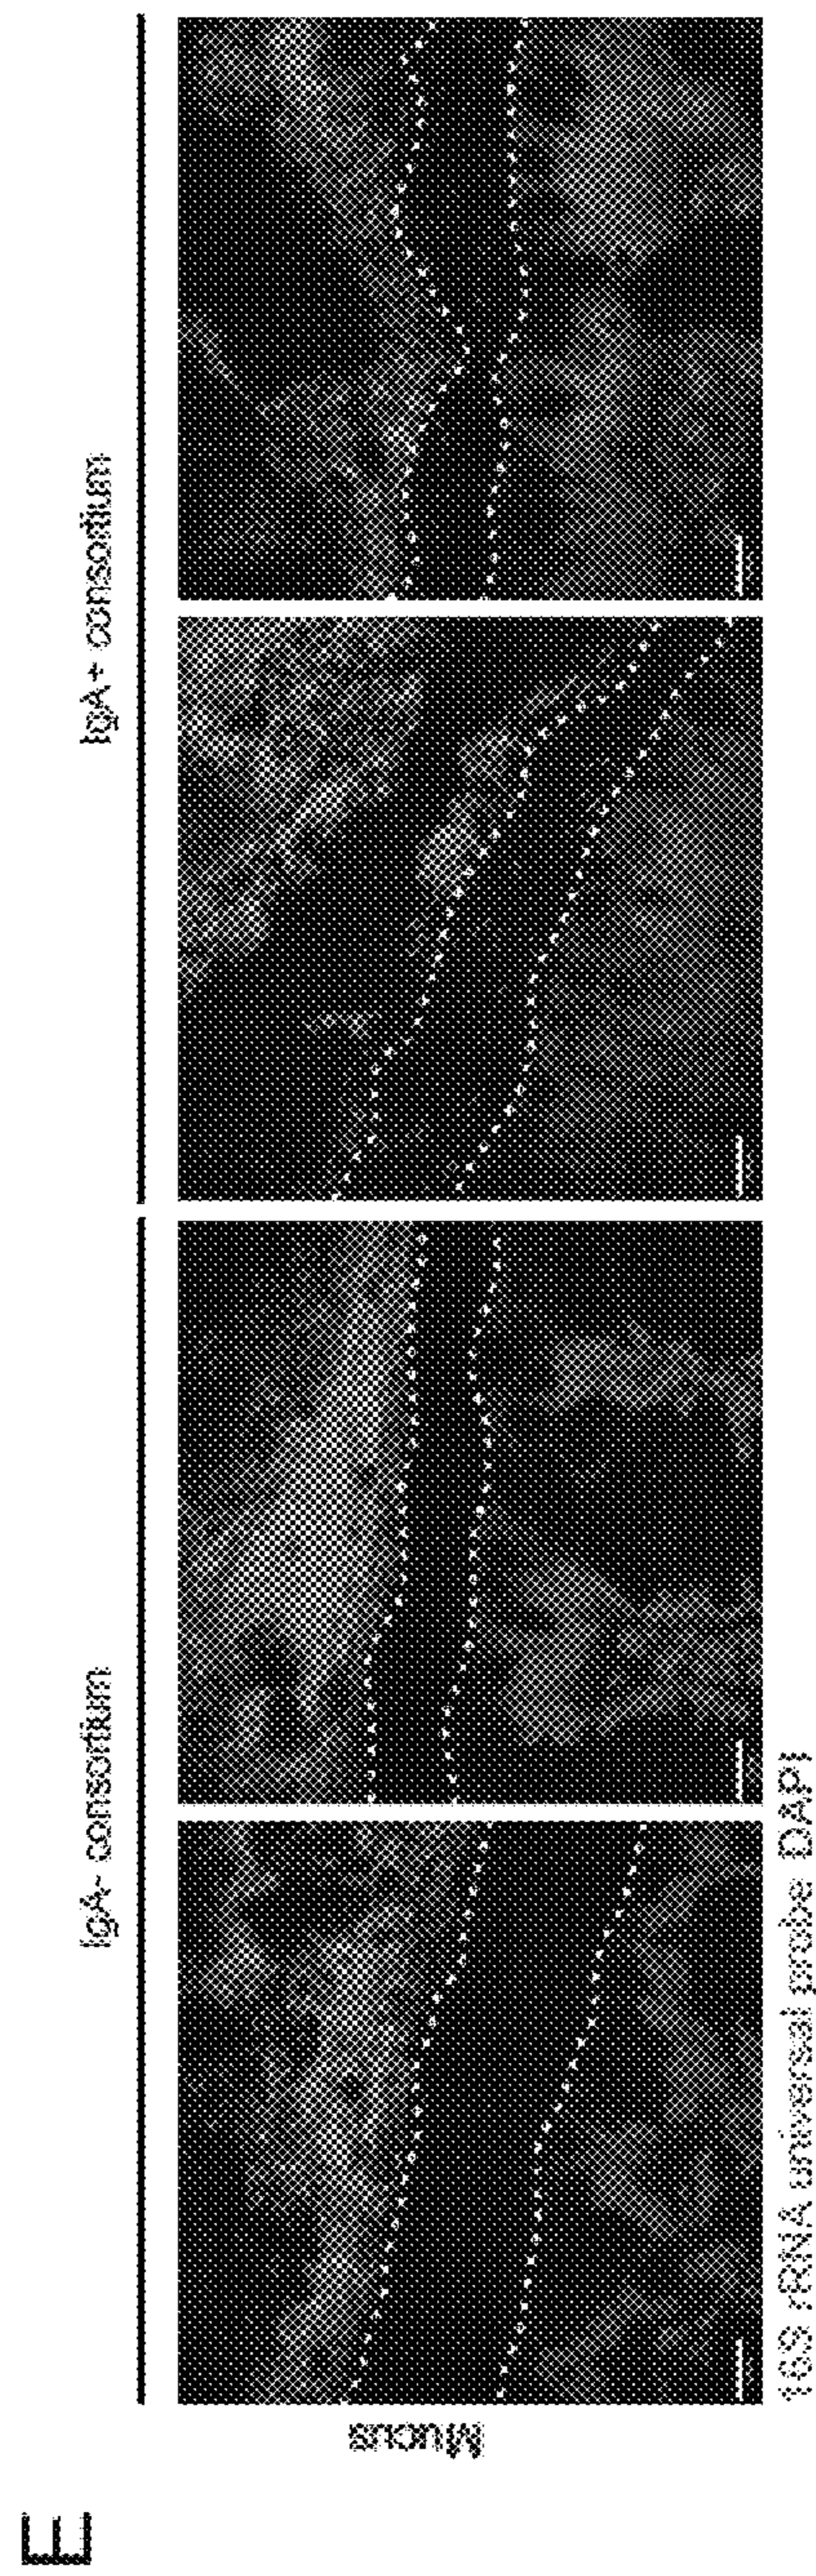 E
IgA- consortium
IgA+ consortium
Mucus
16S rRNA universal probe DAPI